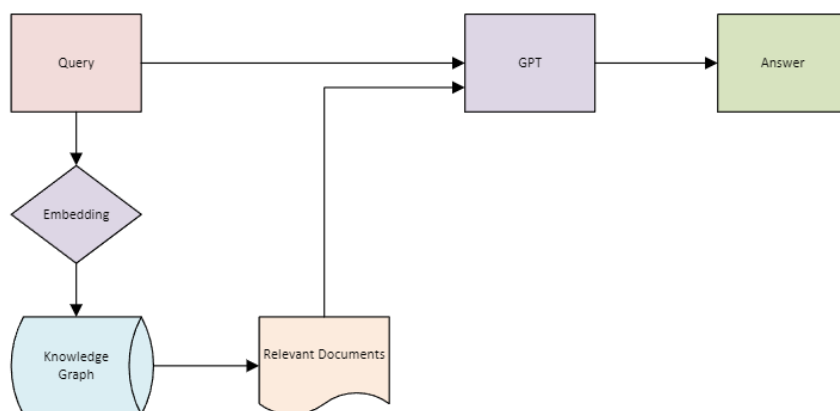 Query
GPT
Answer
Embedding
Knowledge
Graph
Relevant Documents